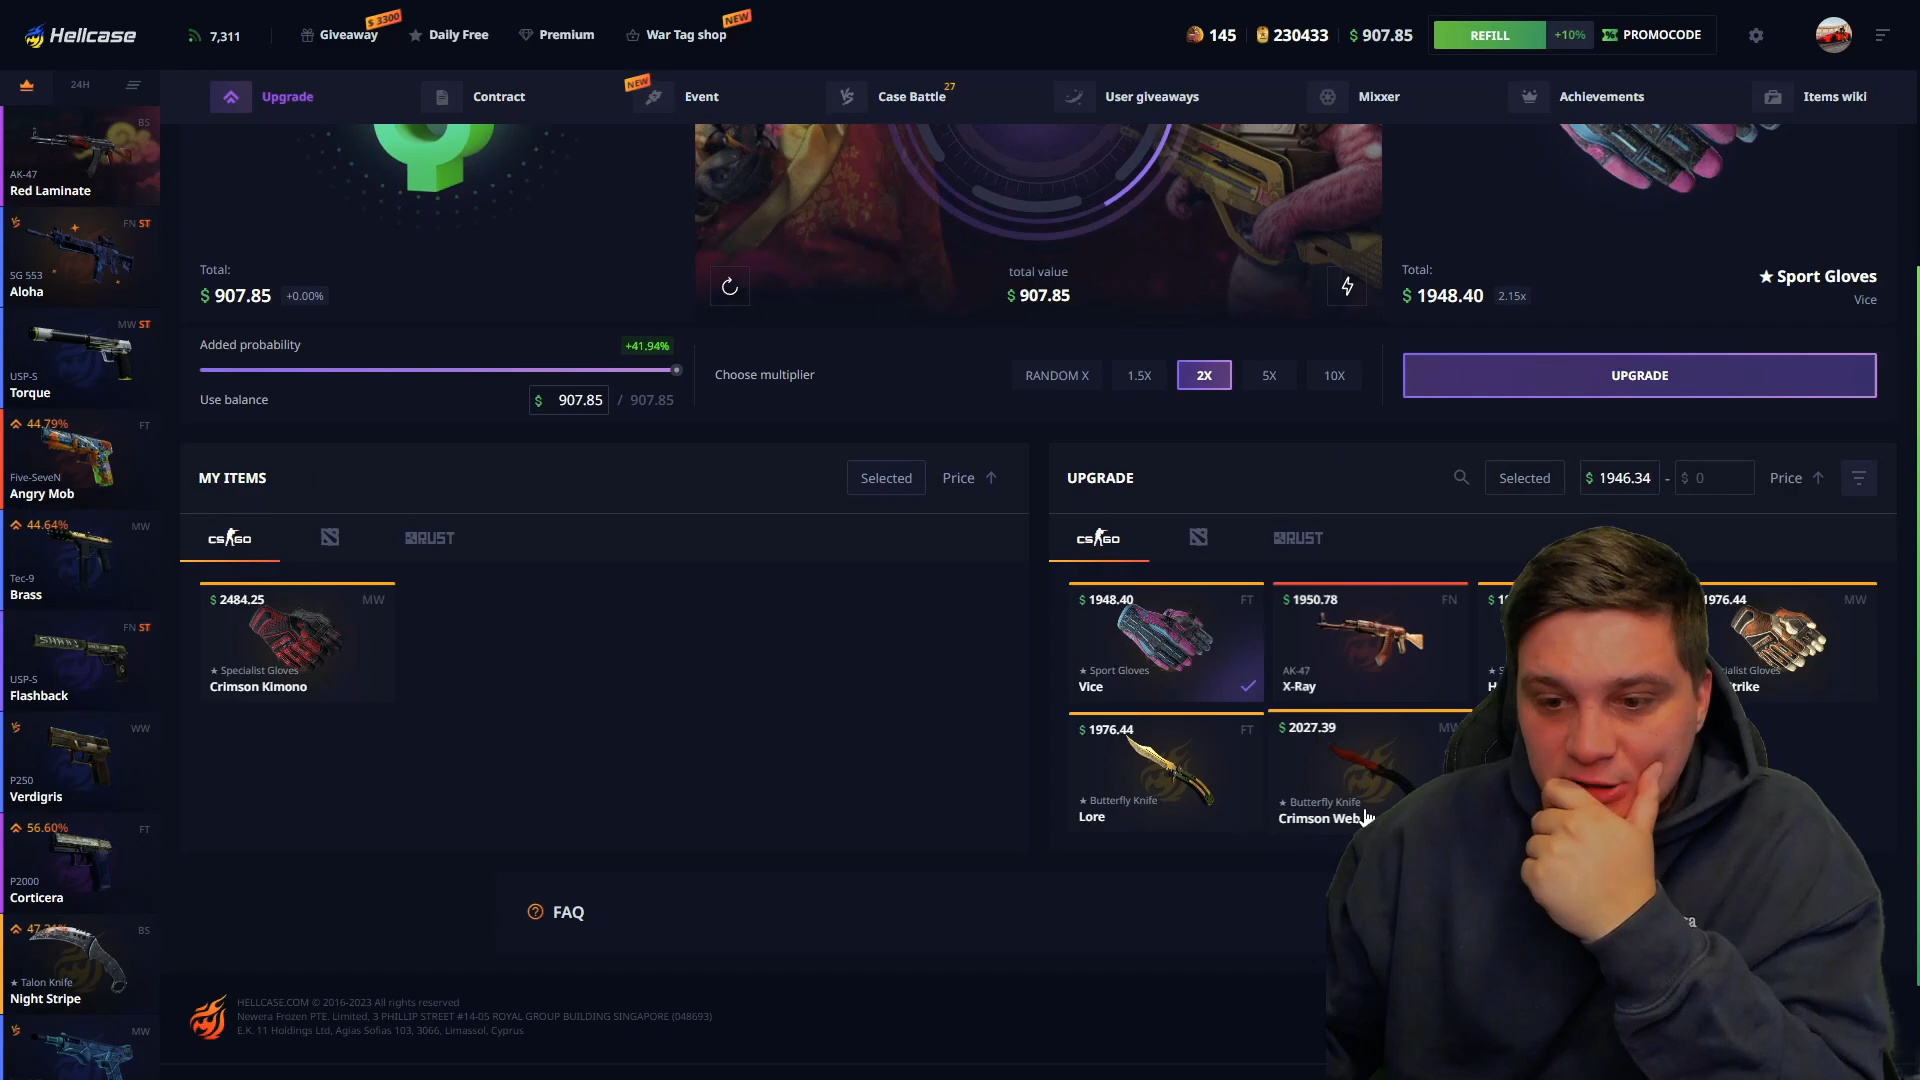 Hellcase
7,311
Giveaway
$ 3300
Daily Free
Premium
War Tag shop
NEW
145
230433
$ 907.85
REFILL
+10%
PROMOCODE
24H
Upgrade
Contract
NEW
Event
Case Battle
27
User giveaways
Mixxer
Achievements
Items wiki
BS
AK-47
Red Laminate
FN ST
SG 553
Aloha
MW ST
USP-S
Torque
44.79%
FT
Five-SeveN
Angry Mob
44.64%
MW
Tec-9
Brass
FN ST
USP-S
Flashback
WW
P250
Verdigris
56.60%
FT
P2000
Corticera
BS
★ Talon Knife
Night Stripe
MW
Total:
$ 907.85 +0.00%
total value
$ 907.85
Total:
$ 1948.40 2.15x
★ Sport Gloves
Vice
Added probability
+41.94%
Use balance
$ 907.85 / 907.85
Choose multiplier
RANDOM X
1.5X
2X
5X
10X
UPGRADE
MY ITEMS
Selected
Price
CS GO
RUST
$ 2484.25
MW
★ Specialist Gloves
Crimson Kimono
UPGRADE
Selected
$ 1946.34 - $ 0
Price
CS GO
RUST
$ 1948.40
FT
★ Sport Gloves
Vice
$ 1950.78
FN
AK-47
X-Ray
1976.44
MW
$ 1976.44
FT
★ Butterfly Knife
Lore
$ 2027.39
★ Butterfly Knife
Crimson Web
FAQ
HELLCASE.COM © 2016-2023 All rights reserved
Newera Frozen PTE. Limited, 3 PHILLIP STREET #14-05 ROYAL GROUP BUILDING SINGAPORE (048693)
E.K. 11 Holdings Ltd, Agias Sofias 103, 3066, Limassol, Cyprus